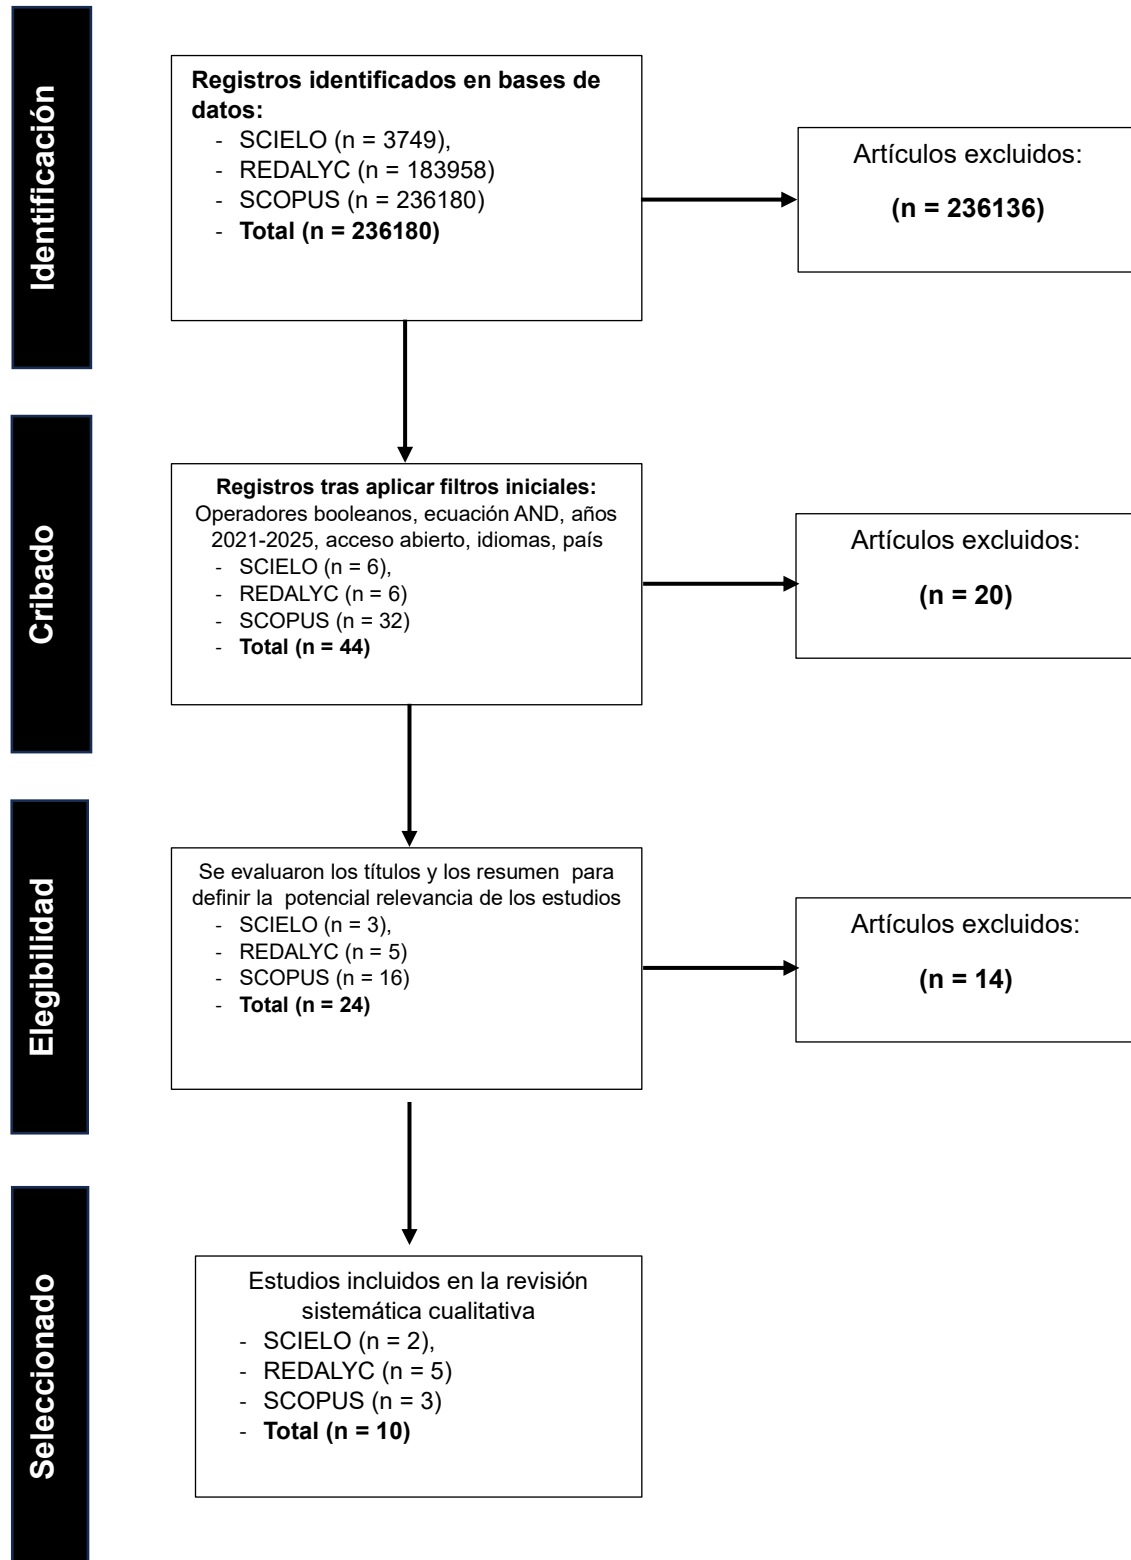 Identificación
Registros identificados en bases de
datos:
- SCIELO (n = 3749),
- REDALYC (n = 183958)
- SCOPUS (n = 236180)
- Total (n = 236180)
Artículos excluidos:
(n = 236136)
Cribado
Registros tras aplicar filtros iniciales:
Operadores booleanos, ecuación AND, años
2021-2025, acceso abierto, idiomas, país
- SCIELO (n = 6),
- REDALYC (n = 6)
- SCOPUS (n = 32)
- Total (n = 44)
Artículos excluidos:
(n = 20)
Elegibilidad
Se evaluaron los títulos y los resumen para
definir la potencial relevancia de los estudios
- SCIELO (n = 3),
- REDALYC (n = 5)
- SCOPUS (n = 16)
- Total (n = 24)
Artículos excluidos:
(n = 14)
Seleccionado
Estudios incluidos en la revisión
sistemática cualitativa
- SCIELO (n = 2),
- REDALYC (n = 5)
- SCOPUS (n = 3)
- Total (n = 10)